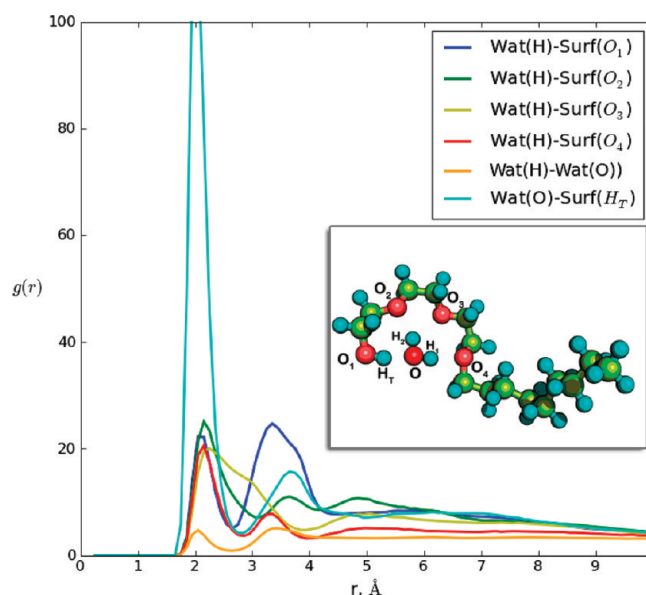 100
80
60
40
20
0
g(r)
0 1 2 3 4 5 6 7 8 9
r. Å
Wat(H)-Surf(O₁)
Wat(H)-Surf(O₂)
Wat(H)-Surf(O₃)
Wat(H)-Surf(O₄)
Wat(H)-Wat(O))
Wat(O)-Surf(H_T)
O₂
O₃
H₂
H₁
O₁
H_T
O
O₄